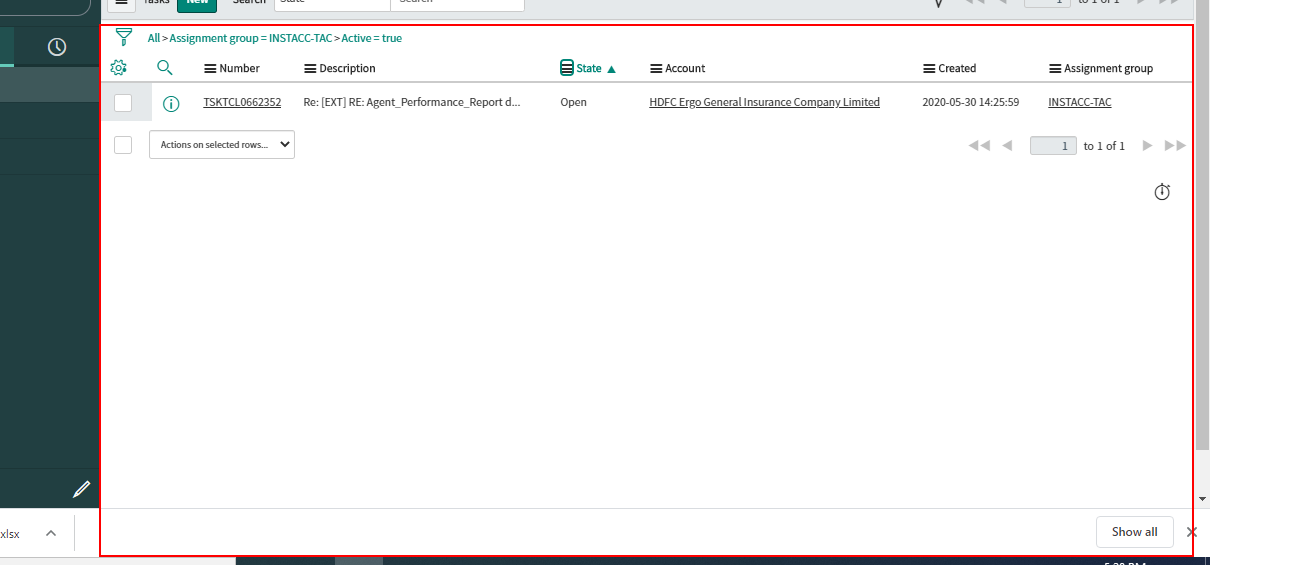 Tasks New Search State Search 1 to 1 of 1
All > Assignment group = INSTACC-TAC > Active = true
Number Description State Account Created Assignment group
TSKTCL0662352 Re: [EXT] RE: Agent_Performance_Report d... Open HDFC Ergo General Insurance Company Limited 2020-05-30 14:25:59 INSTACC-TAC
Actions on selected rows... 1 to 1 of 1
xlsx Show all